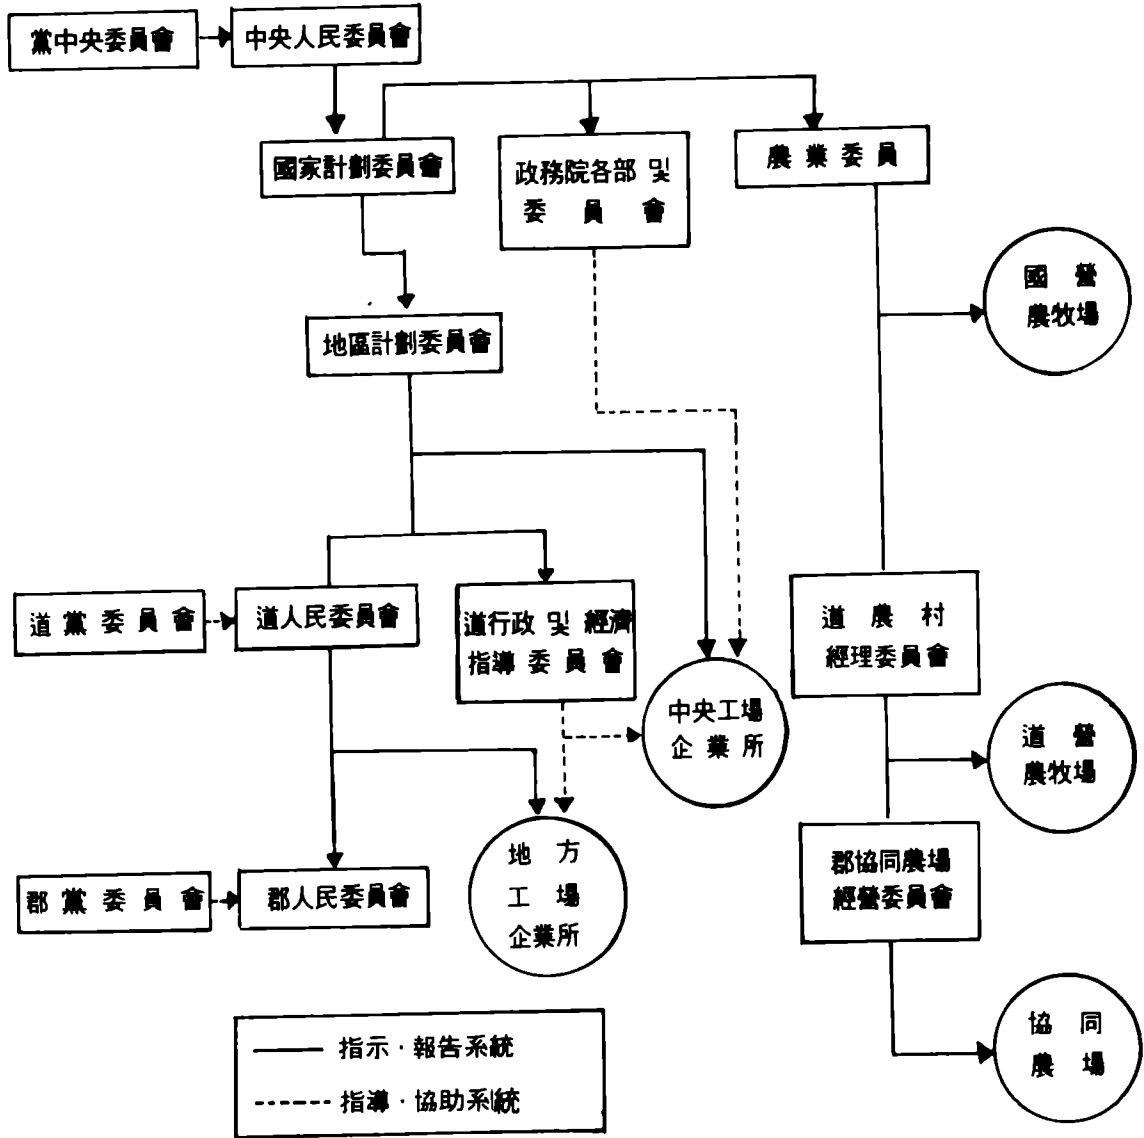 黨中央委員會
中央人民委員會
國家計劃委員會
政務院各部 및
委員會
農業委員
國營
農牧場
地區計劃委員會
道黨委員會
道人民委員會
道行政 및 經濟
指導委員會
中央工場
企業所
道農村
經理委員會
道營
農牧場
郡黨委員會
郡人民委員會
地方
工場
企業所
郡協同農場
經營委員會
協同
農場
指示·報告系統
指導·協助系統